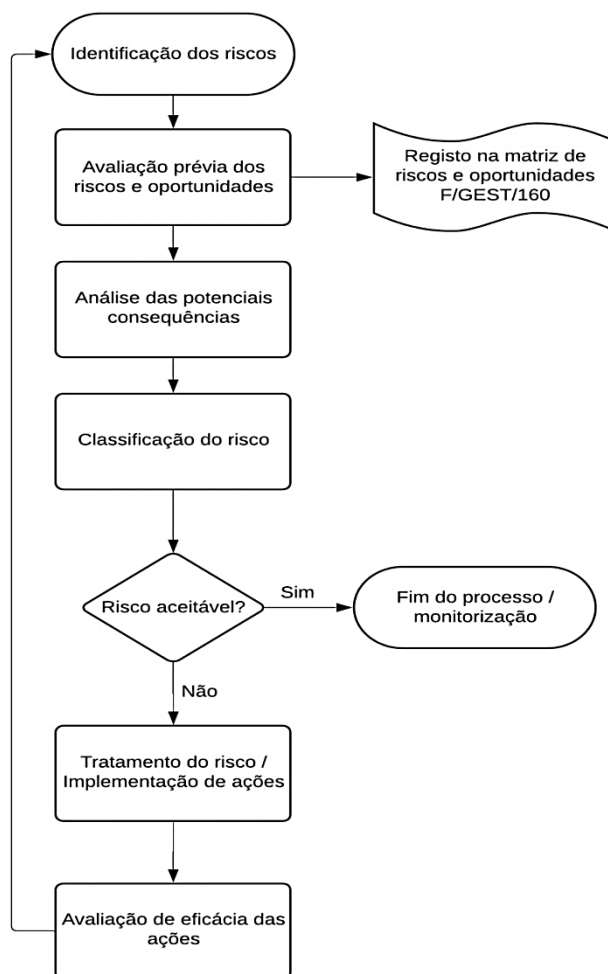 Identificação dos riscos
Avaliação prévia dos
riscos e oportunidades
Registo na matriz de
riscos e oportunidades
F/GEST/160
Análise das potenciais
consequências
Classificação do risco
Risco aceitável?
Sim
Fim do processo /
monitorização
Não
Tratamento do risco /
Implementação de ações
Avaliação de eficácia das
ações